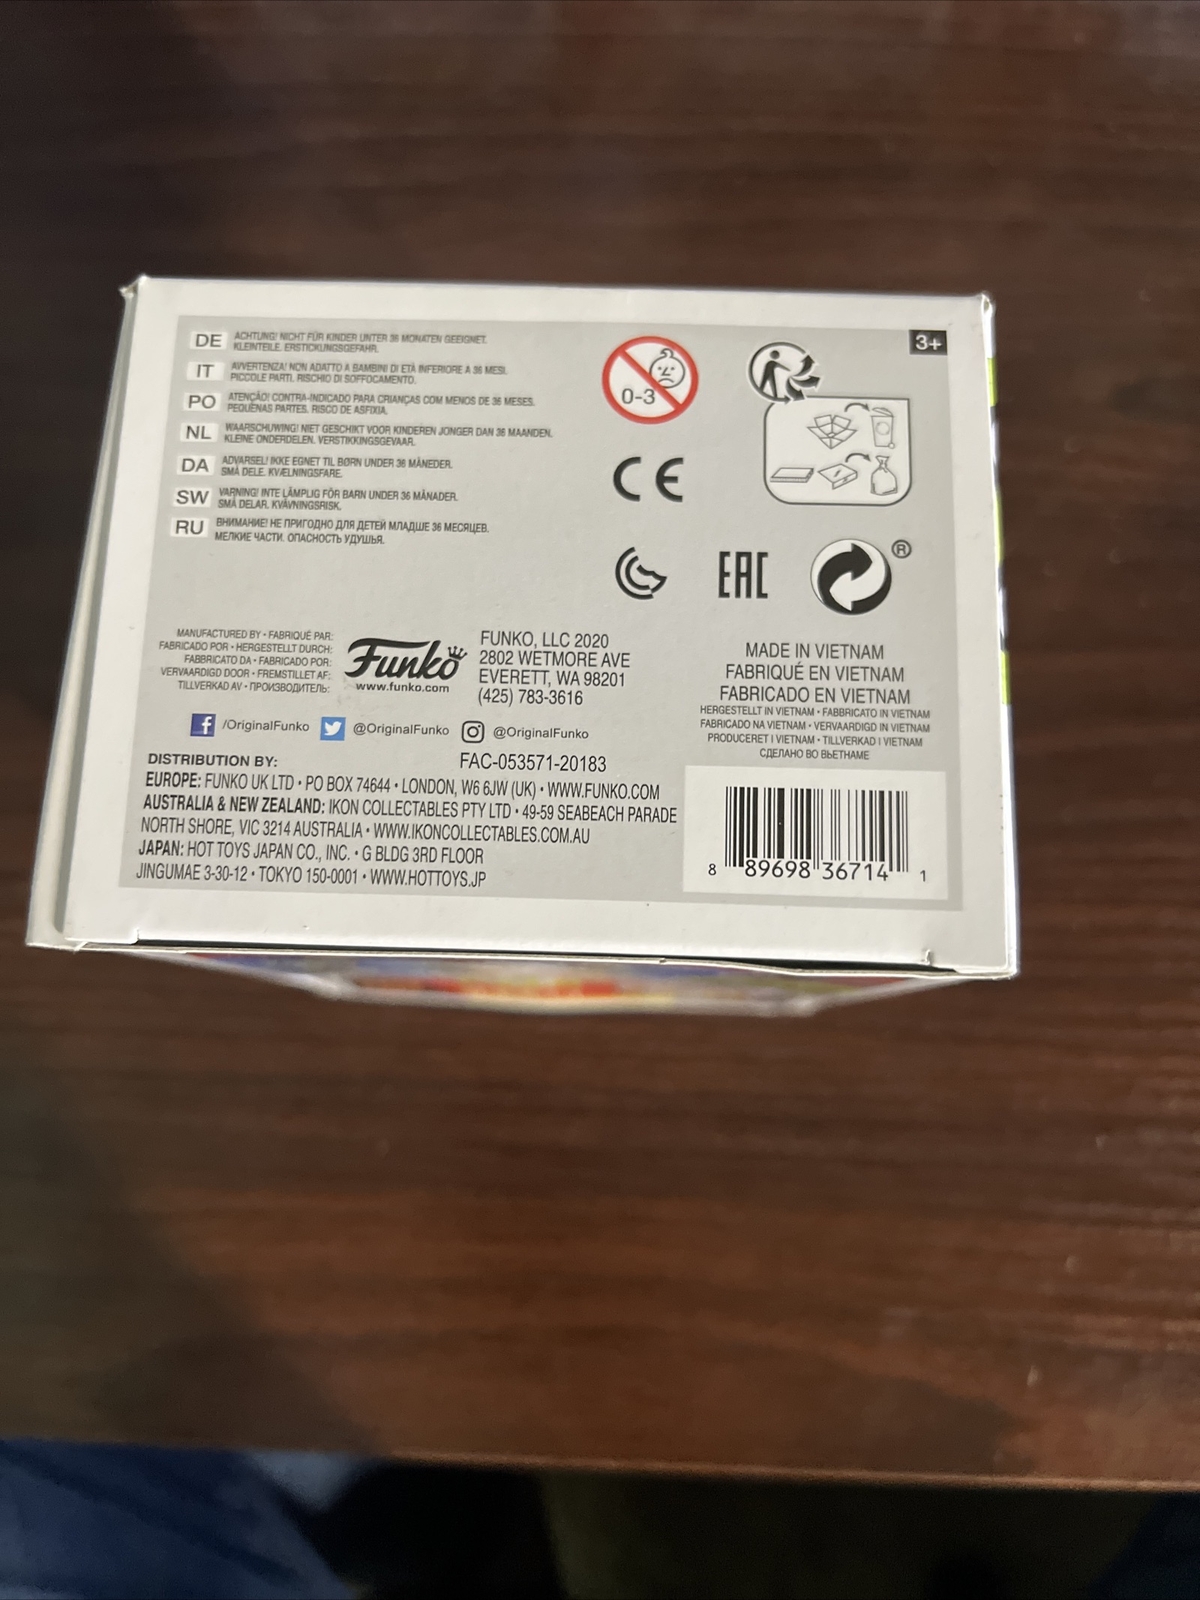 DE ACHTUNG! NICHT FÜR KINDER UNTER 36 MONATEN GEEIGNET.
KLEINTEILE. ERSTICKUNGSGEFAHR.
IT AVVERTENZA! NON ADATTO A BAMBINI DI ETÀ INFERIORE A 36 MESI.
PICCOLE PARTI. RISCHIO DI SOFFOCAMENTO.
PO ATENÇÃO! CONTRA-INDICADO PARA CRIANÇAS COM MENOS DE 36 MESES.
PEQUENAS PARTES. RISCO DE ASFIXIA.
NL WAARSCHUWING! NIET GESCHIKT VOOR KINDEREN JONGER DAN 36 MAANDEN.
KLEINE ONDERDELEN. VERSTIKKINGSGEVAAR.
DA ADVARSEL! IKKE EGNET TIL BØRN UNDER 36 MÅNEDER.
SMÅ DELE. KVÆLNINGSFARE.
SW VARNING! INTE LÄMPLIG FÖR BARN UNDER 36 MÅNADER.
SMÅ DELAR. KVÄVNINGSRISK.
RU ВНИМАНИЕ! НЕ ПРИГОДНО ДЛЯ ДЕТЕЙ МЛАДШЕ 36 МЕСЯЦЕВ.
МЕЛКИЕ ЧАСТИ. ОПАСНОСТЬ УДУШЬЯ.
0-3
3+
CE
EAC
®
MANUFACTURED BY • FABRIQUÉ PAR:
FABRICADO POR • HERGESTELLT DURCH:
FABBRICATO DA • FABRICADO POR:
VERVAARDIGD DOOR • FREMSTILLET AF:
TILLVERKAD AV • ПРОИЗВОДИТЕЛЬ:
Funko
www.funko.com
FUNKO, LLC 2020
2802 WETMORE AVE
EVERETT, WA 98201
(425) 783-3616
MADE IN VIETNAM
FABRIQUÉ EN VIETNAM
FABRICADO EN VIETNAM
HERGESTELLT IN VIETNAM • FABBRICATO IN VIETNAM
FABRICADO NA VIETNAM • VERVAARDIGD IN VIETNAM
PRODUCERET I VIETNAM • TILLVERKAD I VIETNAM
СДЕЛАНО ВО ВЬЕТНАМЕ
f /OriginalFunko @OriginalFunko @OriginalFunko
FAC-053571-20183
DISTRIBUTION BY:
EUROPE: FUNKO UK LTD • PO BOX 74644 • LONDON, W6 6JW (UK) • WWW.FUNKO.COM
AUSTRALIA & NEW ZEALAND: IKON COLLECTABLES PTY LTD • 49-59 SEABEACH PARADE
NORTH SHORE, VIC 3214 AUSTRALIA • WWW.IKONCOLLECTABLES.COM.AU
JAPAN: HOT TOYS JAPAN CO., INC. • G BLDG 3RD FLOOR
JINGUMAE 3-30-12 • TOKYO 150-0001 • WWW.HOTTOYS.JP
8 89698 36714 1